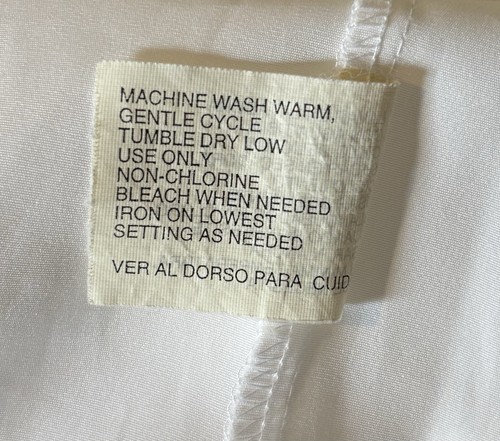 MACHINE WASH WARM,
GENTLE CYCLE
TUMBLE DRY LOW
USE ONLY
NON-CHLORINE
BLEACH WHEN NEEDED
IRON ON LOWEST
SETTING AS NEEDED
VER AL DORSO PARA CUID